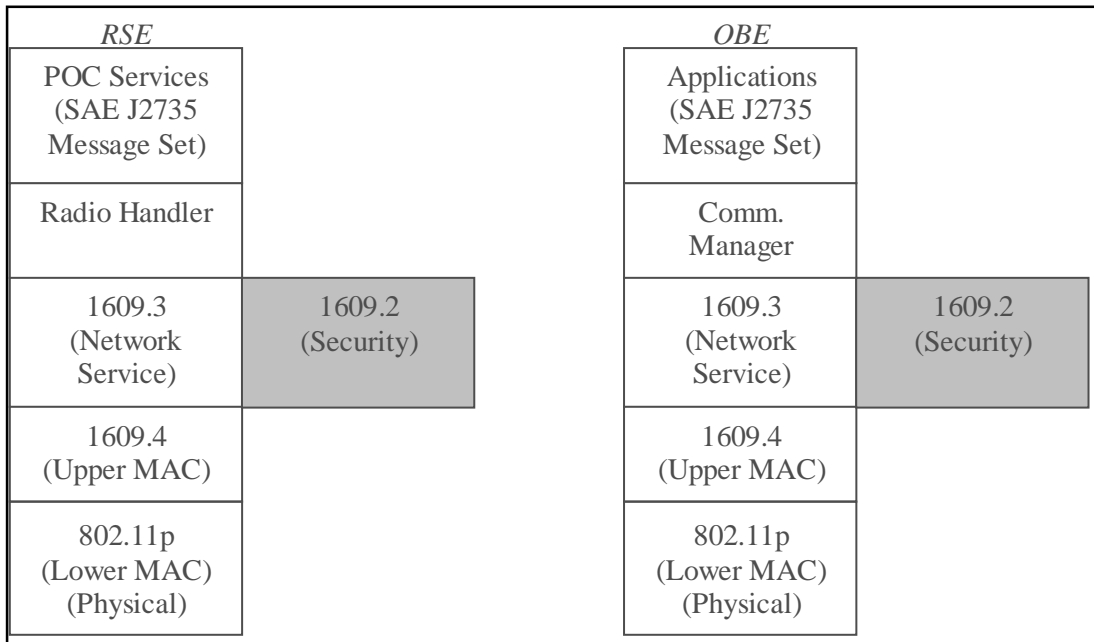 RSE
POC Services
(SAE J2735
Message Set)
Radio Handler
1609.3
(Network
Service)
1609.2
(Security)
1609.4
(Upper MAC)
802.11p
(Lower MAC)
(Physical)
OBE
Applications
(SAE J2735
Message Set)
Comm.
Manager
1609.3
(Network
Service)
1609.2
(Security)
1609.4
(Upper MAC)
802.11p
(Lower MAC)
(Physical)